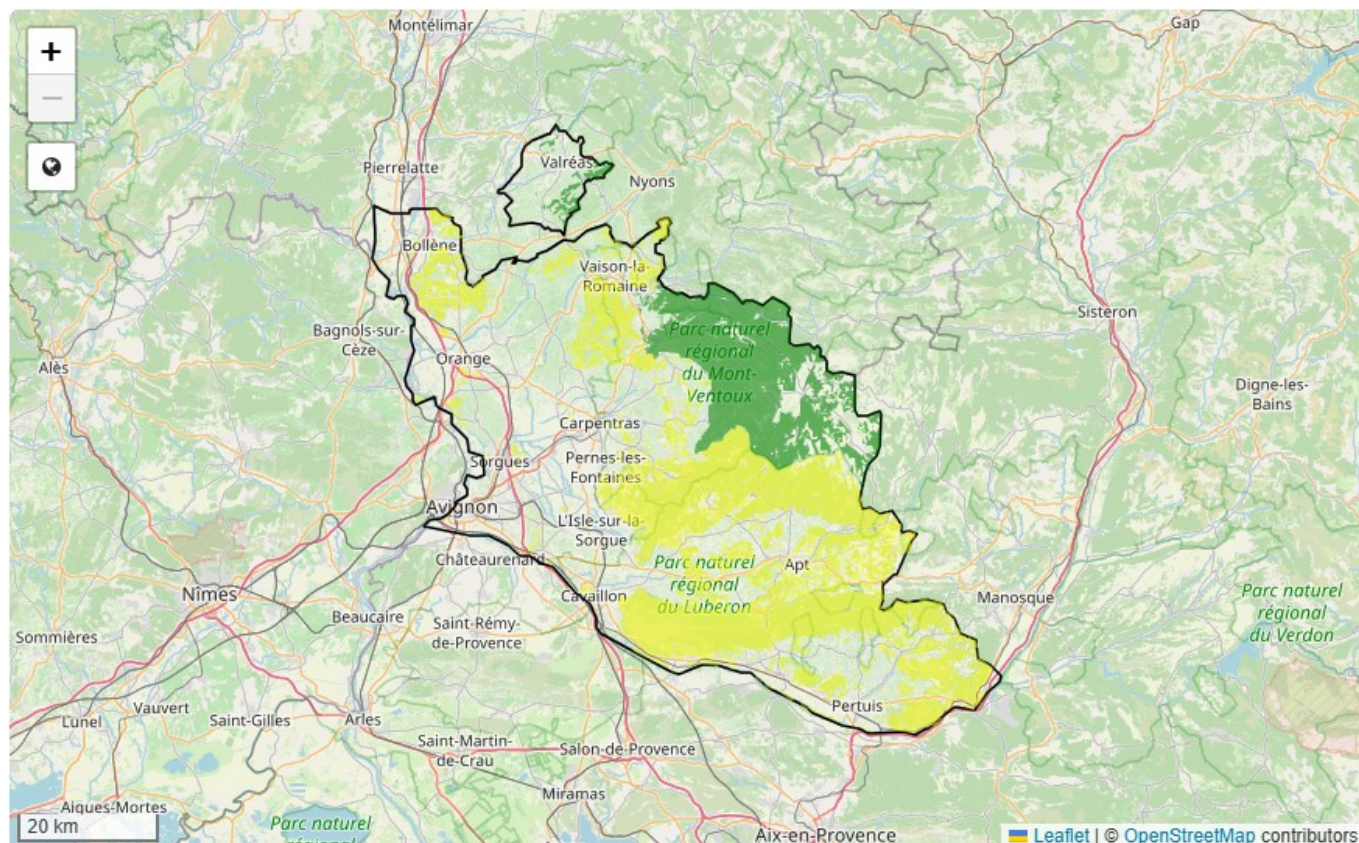 Montélimar
Gap
+
−
Valréas
Pierrelatte
Nyons
Bollène
Vaison-la-
Romaine
Sisteron
Parc naturel
régional
du Mont-
Ventoux
Bagnols-sur-
Cèze
Orange
Alès
Digne-les-
Bains
Carpentras
Sorgues
Pernes-les-
Fontaines
Avignon
L'Isle-sur-la-
Sorgue
Châteaurenard
Parc naturel
régional
du Luberon
Apt
Nîmes
Cavaillon
Manosque
Parc naturel
régional
du Verdon
Beaucaire
Saint-Rémy-
de-Provence
Sommières
Vauvert
Pertuis
Lunel
Saint-Gilles
Arles
Saint-Martin-
de-Crau
Salon-de-Provence
Miramas
Aigues-Mortes
20 km
Parc naturel
régional
Aix-en-Provence
Leaflet | © OpenStreetMap contributors